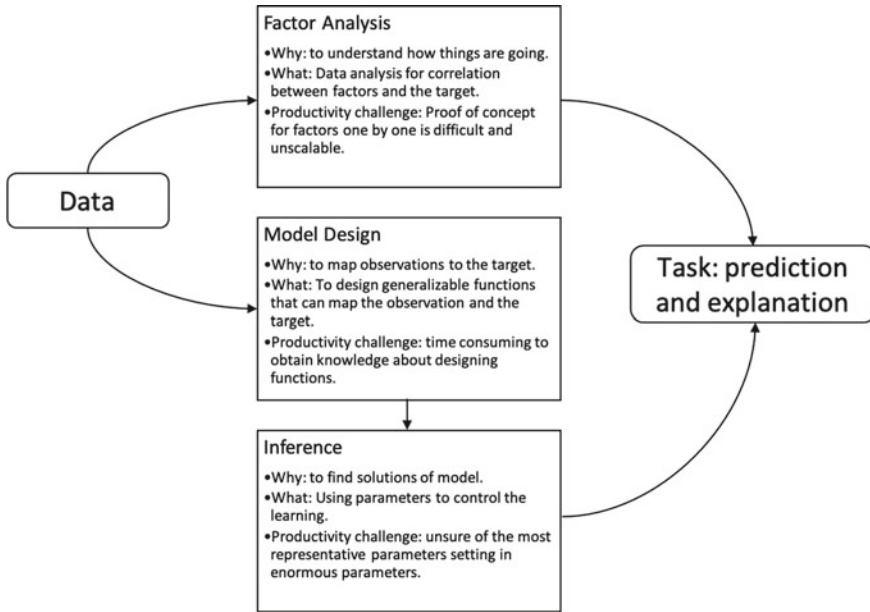 Factor Analysis
•Why: to understand how things are going.
•What: Data analysis for correlation
between factors and the target.
•Productivity challenge: Proof of concept
for factors one by one is difficult and
unscalable.
Data
Model Design
•Why: to map observations to the target.
•What: To design generalizable functions
that can map the observation and the
target.
•Productivity challenge: time consuming to
obtain knowledge about designing
functions.
Task: prediction
and explanation
Inference
•Why: to find solutions of model.
•What: Using parameters to control the
learning.
•Productivity challenge: unsure of the most
representative parameters setting in
enormous parameters.